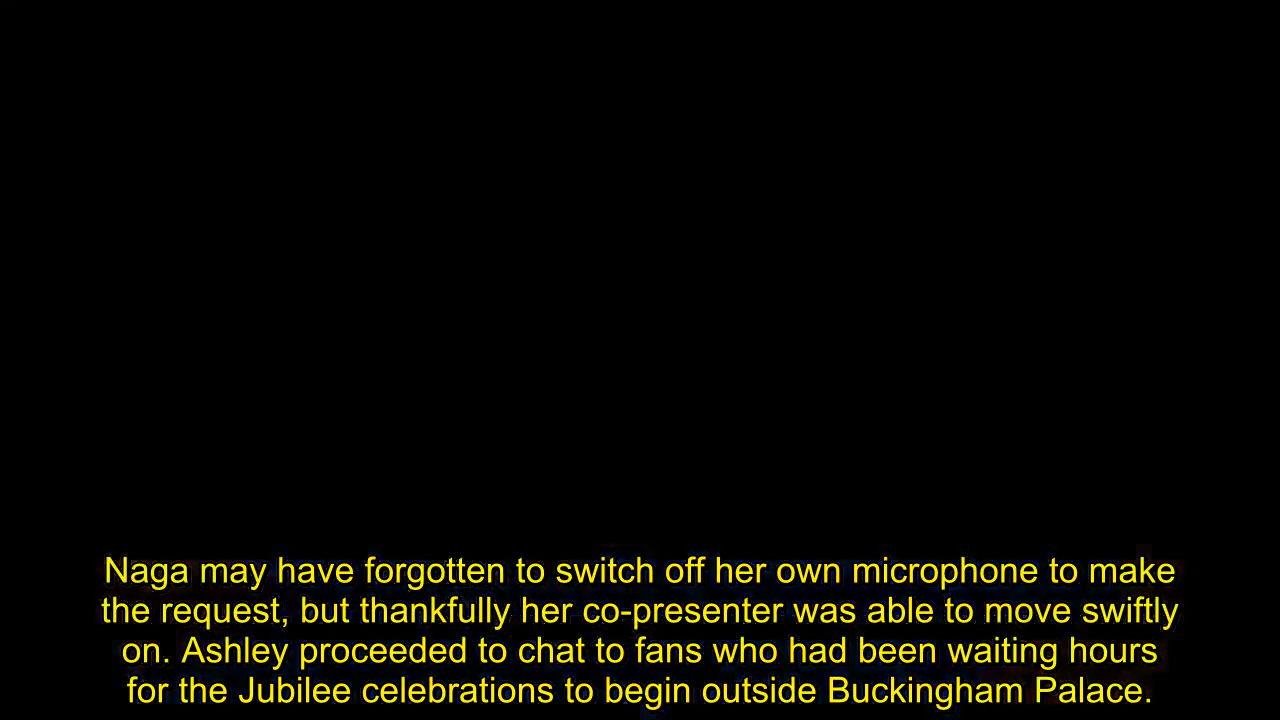 Naga may have forgotten to switch off her own microphone to make
the request, but thankfully her co-presenter was able to move swiftly
on. Ashley proceeded to chat to fans who had been waiting hours
for the Jubilee celebrations to begin outside Buckingham Palace.